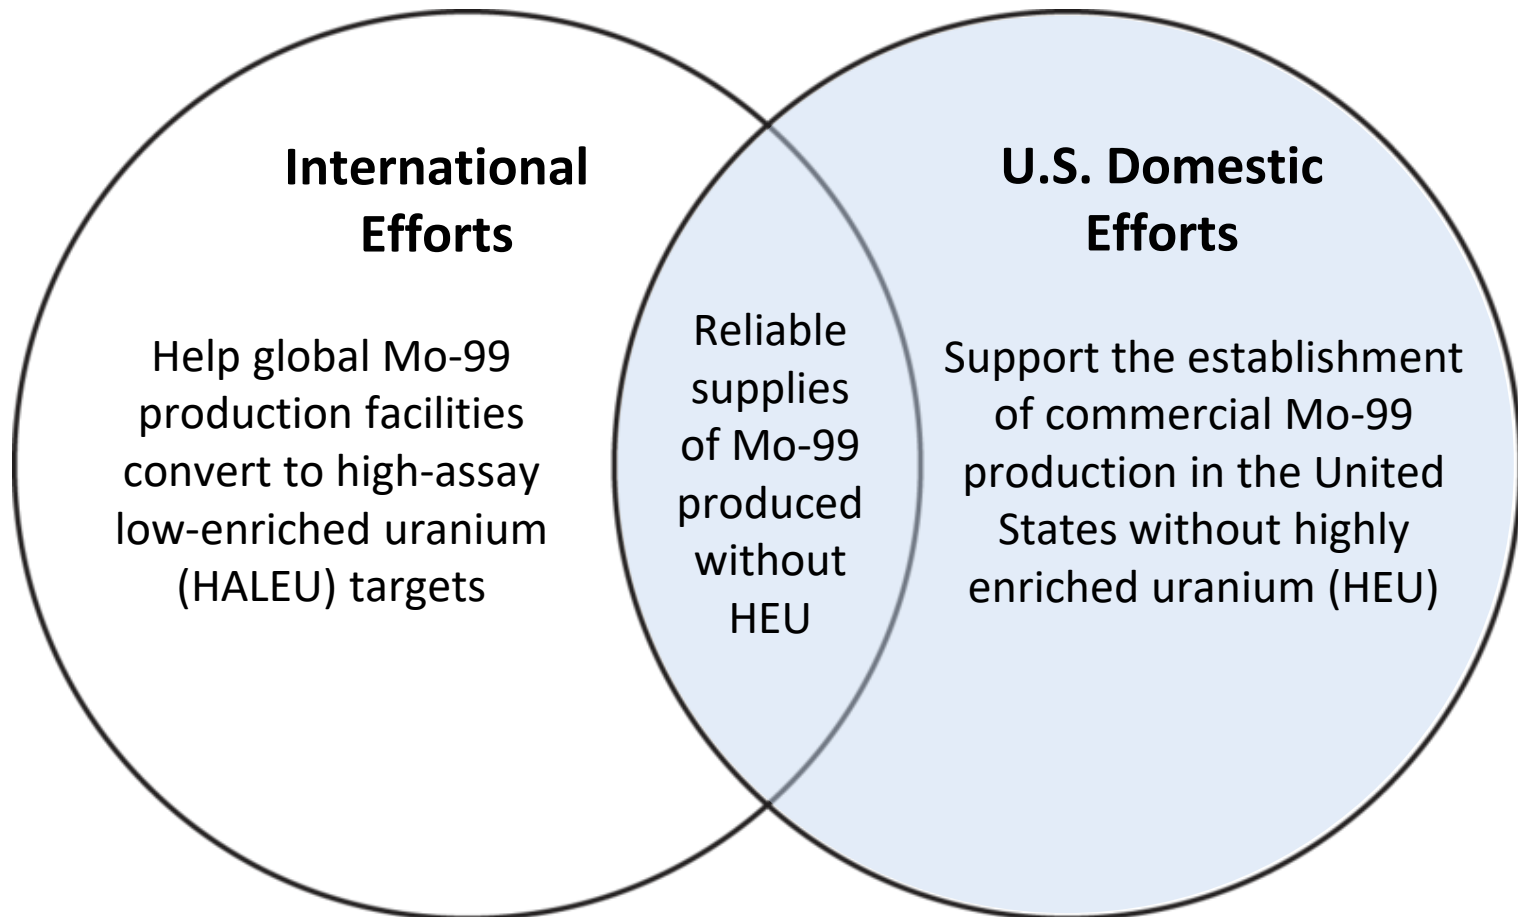 International
Efforts
Help global Mo-99
production facilities
convert to high-assay
low-enriched uranium
(HALEU) targets
Reliable
supplies
of Mo-99
produced
without
HEU
U.S. Domestic
Efforts
Support the establishment
of commercial Mo-99
production in the United
States without highly
enriched uranium (HEU)